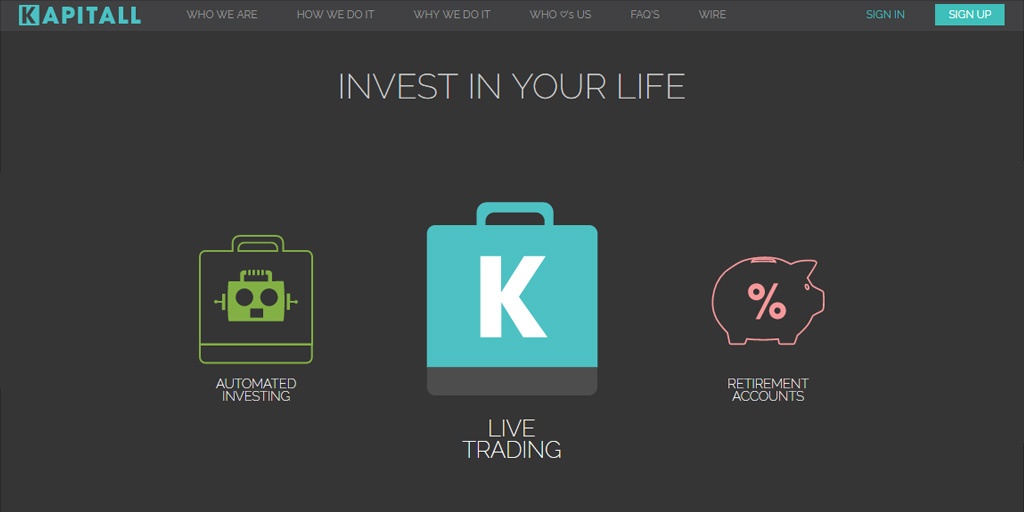 KAPITALL
WHO WE ARE
HOW WE DO IT
WHY WE DO IT
WHO ♡'s US
FAQ'S
WIRE
SIGN IN
SIGN UP
INVEST IN YOUR LIFE
AUTOMATED
INVESTING
K
LIVE
TRADING
%
RETIREMENT
ACCOUNTS